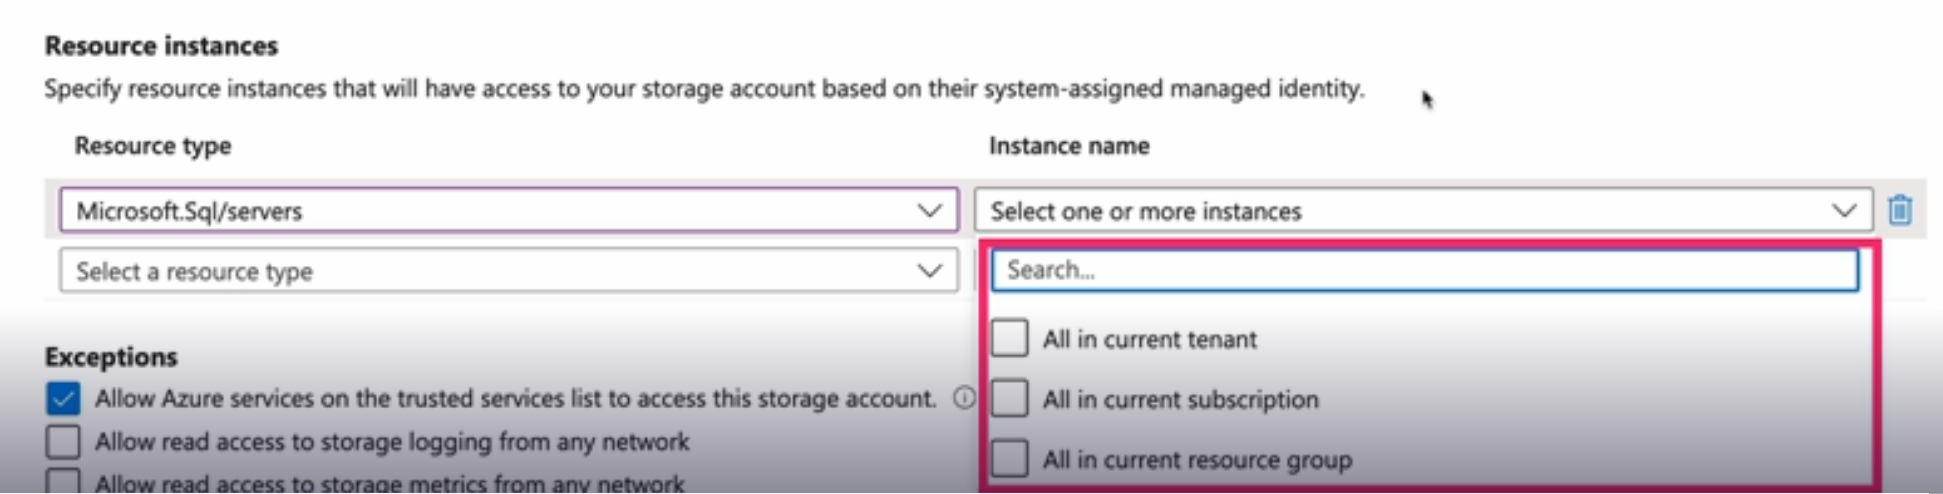 Resource instances
Specify resource instances that will have access to your storage account based on their system-assigned managed identity.
Resource type
Instance name
Microsoft.Sql/servers
Select one or more instances
Select a resource type
Search...
All in current tenant
Exceptions
Allow Azure services on the trusted services list to access this storage account.
All in current subscription
Allow read access to storage logging from any network
All in current resource group
Allow read access to storage metrics from any network